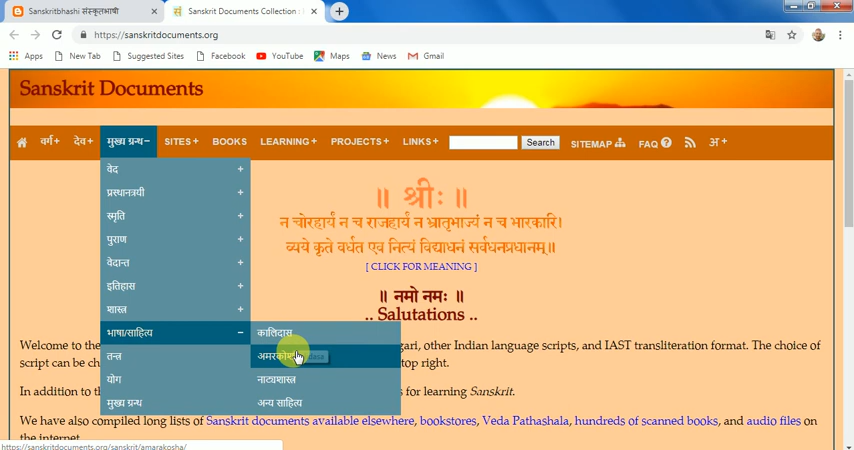 Sanskritbhashi संस्कृतभाषी
Sanskrit Documents Collection :
https://sanskritdocuments.org
Apps New Tab Suggested Sites Facebook YouTube Maps News Gmail
Sanskrit Documents
वर्ग+ देव+ मुख्य ग्रन्थ− SITES+ BOOKS LEARNING+ PROJECTS+ LINKS+ Search SITEMAP FAQ अ+
वेद +
प्रस्थानत्रयी +
स्मृति +
पुराण +
वेदान्त +
इतिहास +
शास्त्र +
भाषा/साहित्य −
तन्त्र
योग
मुख्य ग्रन्थ
कालिदास
नाट्यशास्त्र
अन्य साहित्य
॥ श्रीः ॥
न चोरहार्यं न च राजहार्यं न भ्रातृभाज्यं न च भारकारि।
व्यये कृते वर्धत एव नित्यं विद्याधनं सर्वधनप्रधानम्॥
[ CLICK FOR MEANING ]
॥ नमो नमः ॥
.. Salutations ..
Welcome to the gari, other Indian language scripts, and IAST transliteration format. The choice of
script can be ch top right.
In addition to th s for learning Sanskrit.
We have also compiled long lists of Sanskrit documents available elsewhere, bookstores, Veda Pathashala, hundreds of scanned books, and audio files on
the internet.
https://sanskritdocuments.org/sanskrit/amarakosha/